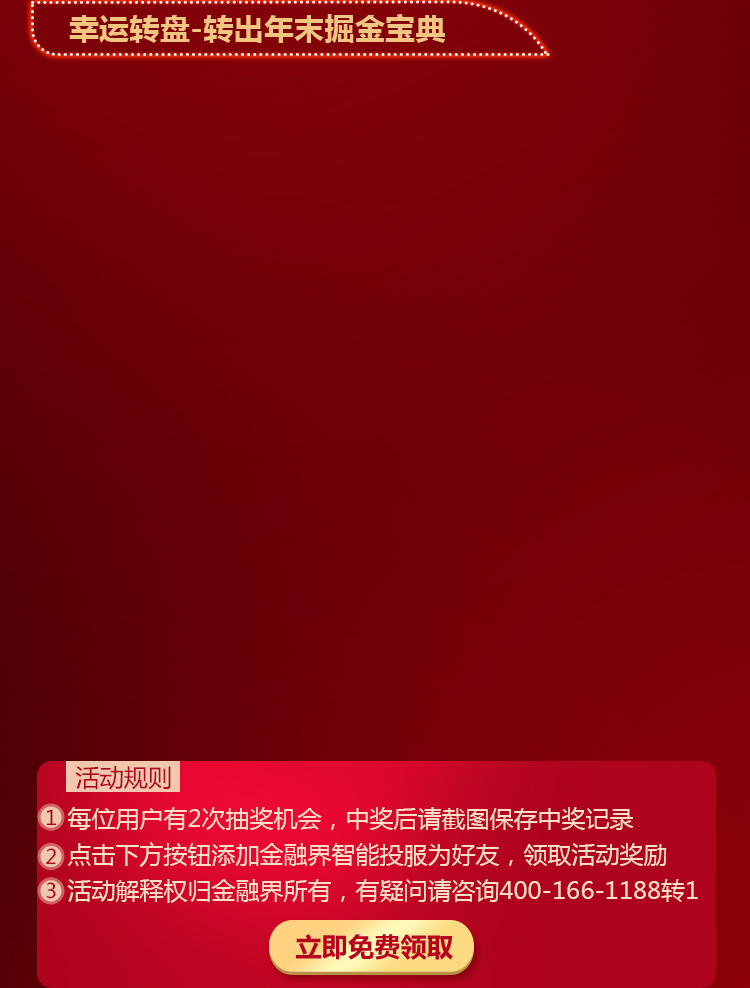 幸运转盘-转出年末掘金宝典
活动规则
1 每位用户有2次抽奖机会，中奖后请截图保存中奖记录
2 点击下方按钮添加金融界智能投服为好友，领取活动奖励
3 活动解释权归金融界所有，有疑问请咨询400-166-1188转1
立即免费领取